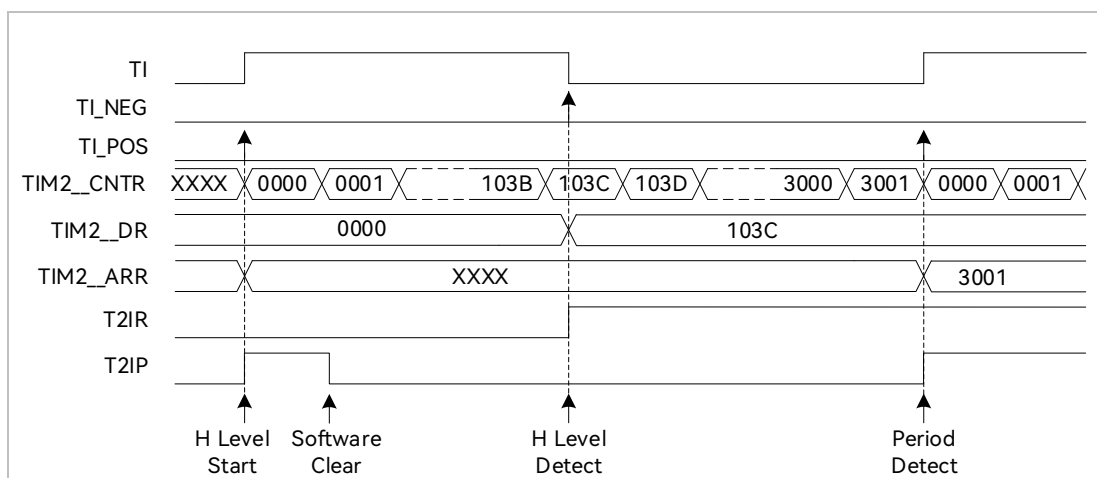 TI
TI_NEG
TI_POS
TIM2__CNTR XXXX 0000 0001 103B 103C 103D 3000 3001 0000 0001
TIM2__DR 0000 103C
TIM2__ARR XXXX 3001
T2IR
T2IP
H Level Software H Level Period
Start Clear Detect Detect